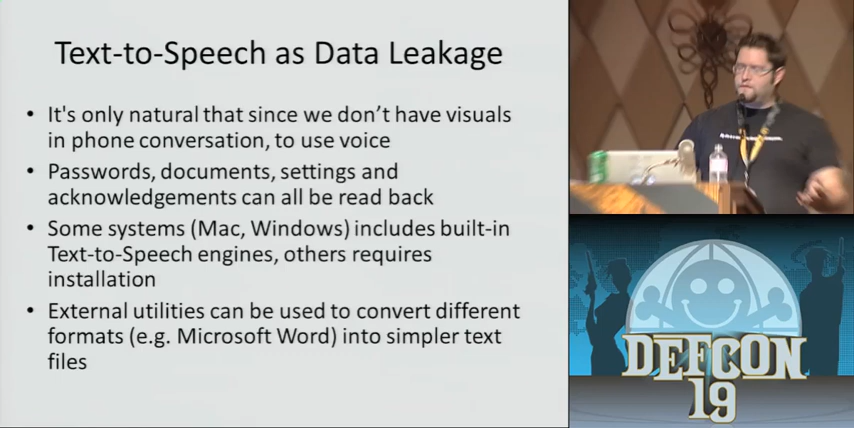 Text-to-Speech as Data Leakage
• It's only natural that since we don’t have visuals
in phone conversation, to use voice
• Passwords, documents, settings and
acknowledgements can all be read back
• Some systems (Mac, Windows) includes built-in
Text-to-Speech engines, others requires
installation
• External utilities can be used to convert different
formats (e.g. Microsoft Word) into simpler text
files
DEFCON
19